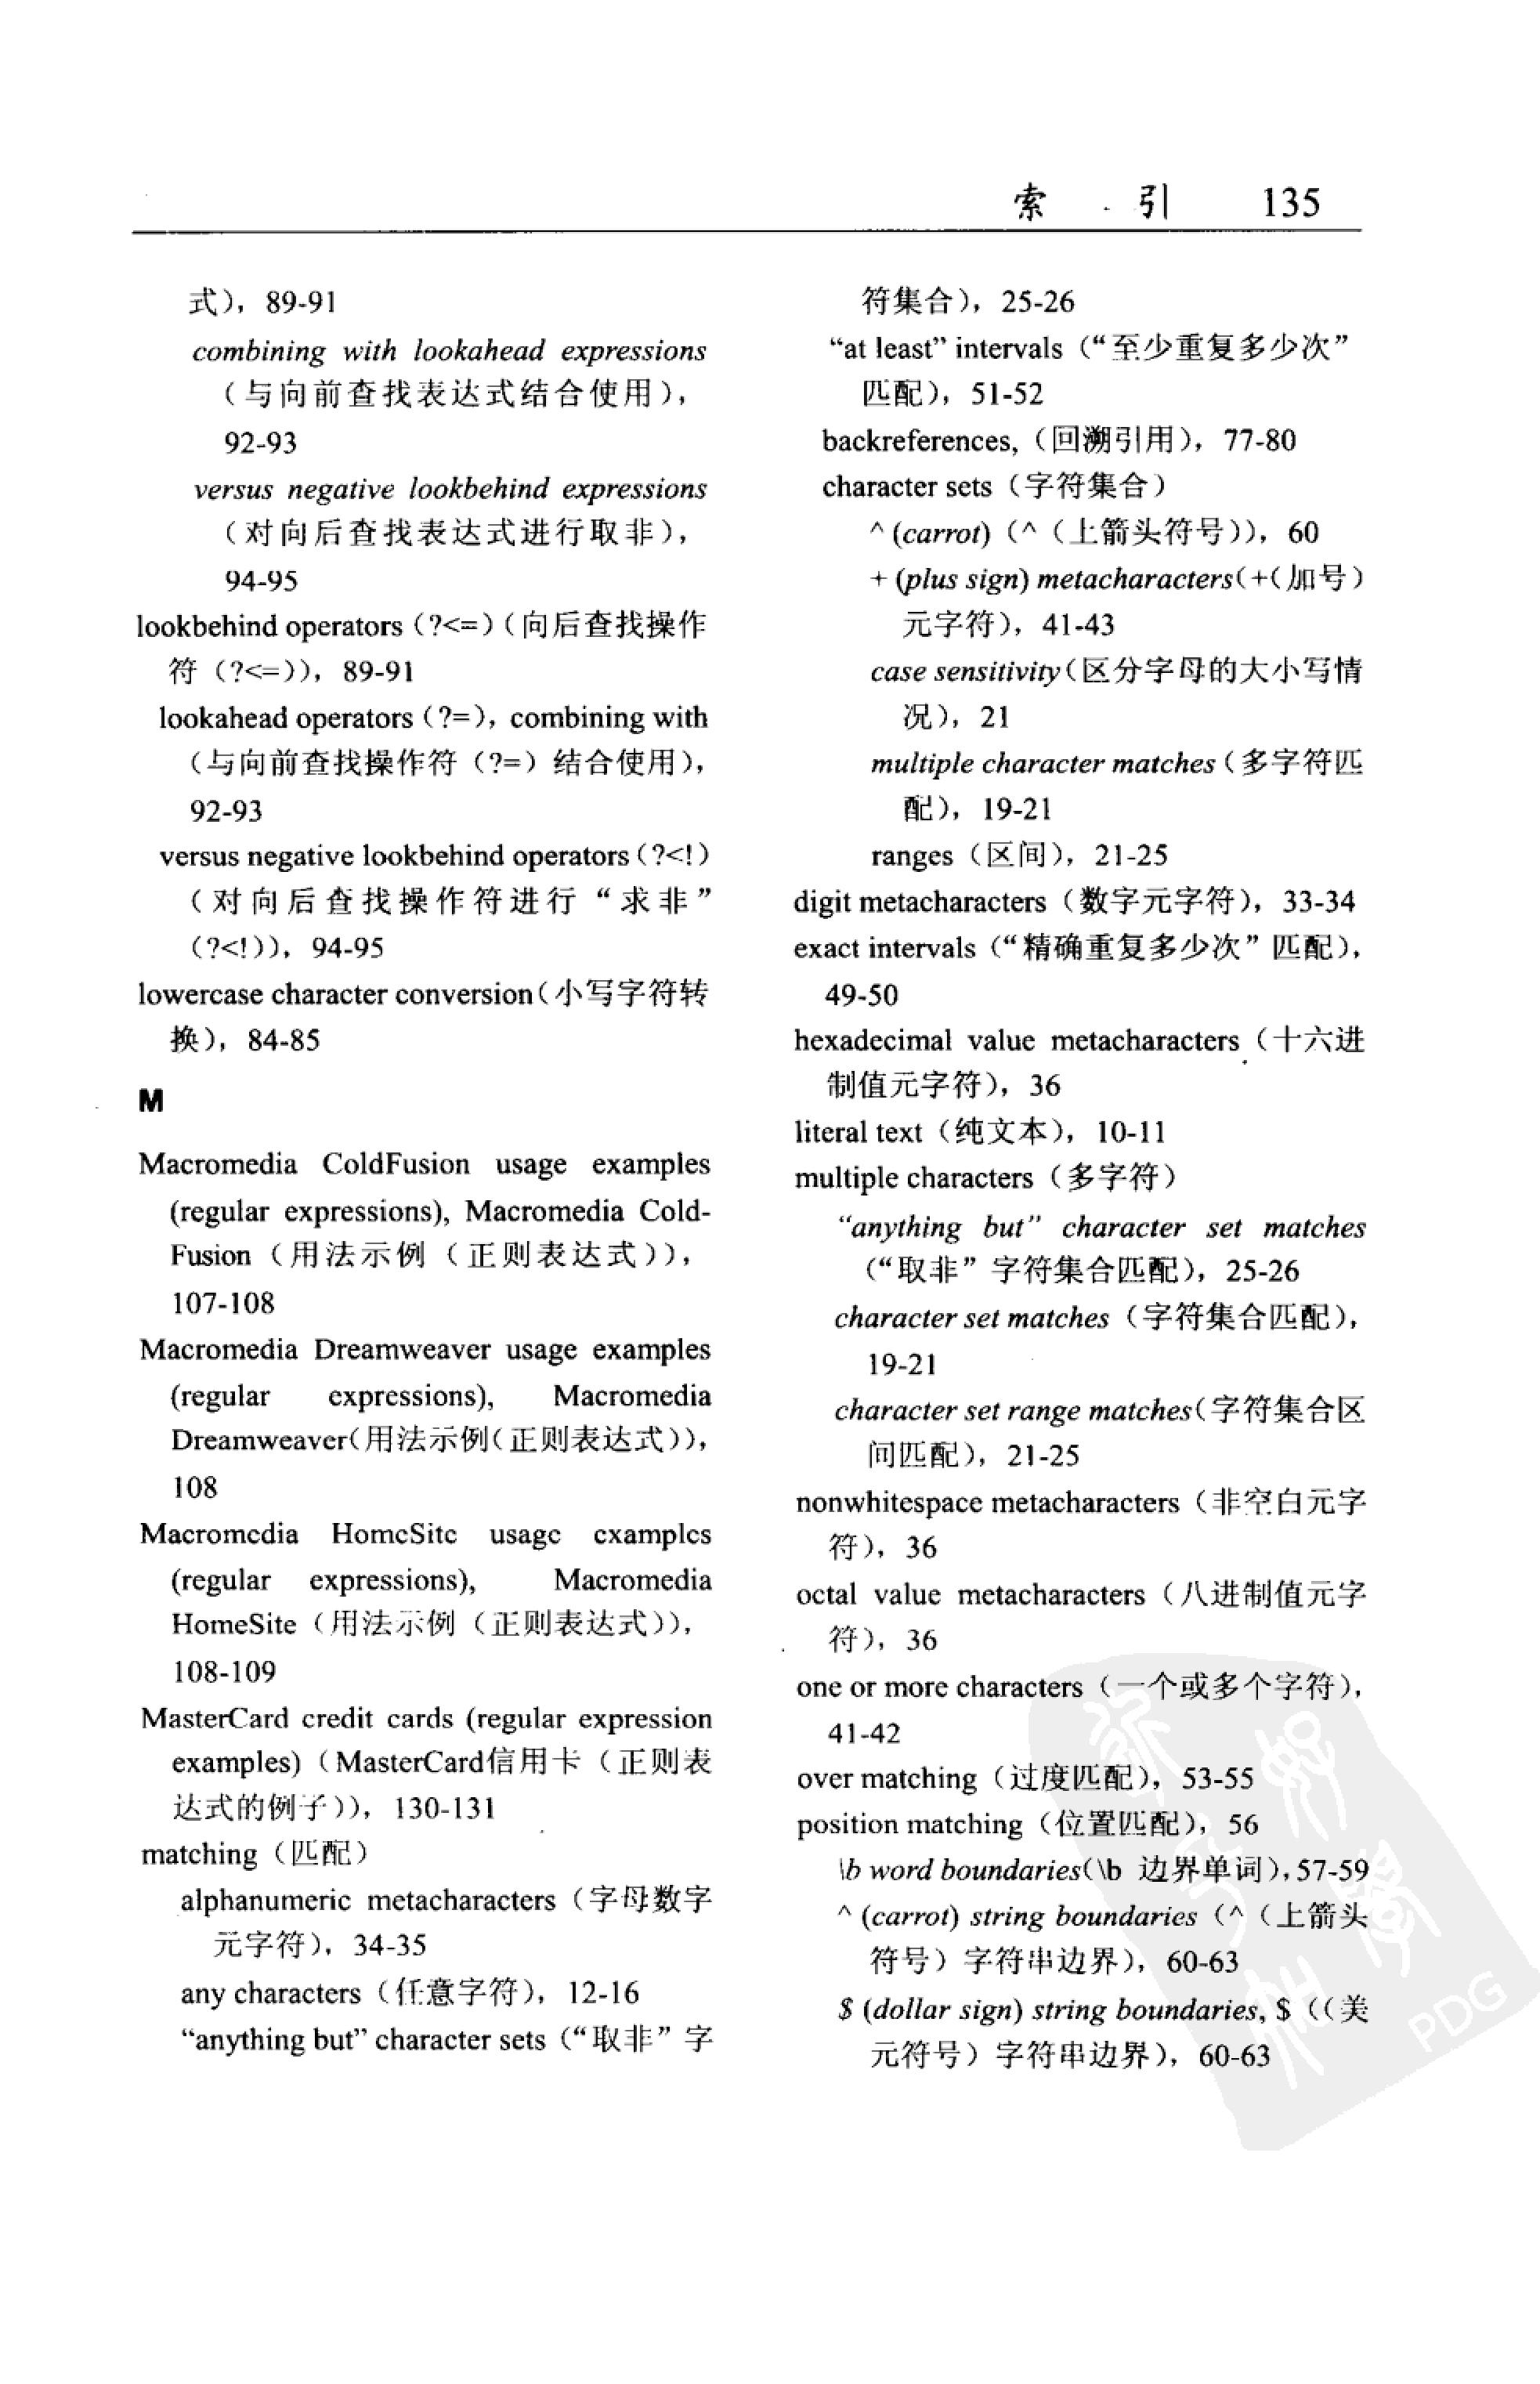 索 引 135
式），89-91
combining with lookahead expressions
（与向前查找表达式结合使用），
92-93
versus negative lookbehind expressions
（对向后查找表达式进行取非），
94-95
lookbehind operators（?<=）（向后查找操作
符（?<=）），89-91
lookahead operators（?=），combining with
（与向前查找操作符（?=）结合使用），
92-93
versus negative lookbehind operators（?<!）
（对向后查找操作符进行“求非”
（?<!）），94-95
lowercase character conversion（小写字符转
换），84-85
M
Macromedia ColdFusion usage examples
(regular expressions), Macromedia Cold-
Fusion（用法示例（正则表达式）），
107-108
Macromedia Dreamweaver usage examples
(regular expressions), Macromedia
Dreamweaver（用法示例（正则表达式）），
108
Macromedia HomeSite usage examples
(regular expressions), Macromedia
HomeSite（用法示例（正则表达式）），
108-109
MasterCard credit cards (regular expression
examples)（MasterCard信用卡（正则表
达式的例子）），130-131
matching（匹配）
alphanumeric metacharacters（字母数字
元字符），34-35
any characters（任意字符），12-16
“anything but” character sets（“取非”字
符集合），25-26
“at least” intervals（“至少重复多少次”
匹配），51-52
backreferences,（回溯引用），77-80
character sets（字符集合）
^ (carrot)（^（上箭头符号）），60
+ (plus sign) metacharacters（+（加号）
元字符），41-43
case sensitivity（区分字母的大小写情
况），21
multiple character matches（多字符匹
配），19-21
ranges（区间），21-25
digit metacharacters（数字元字符），33-34
exact intervals（“精确重复多少次”匹配），
49-50
hexadecimal value metacharacters（十六进
制值元字符），36
literal text（纯文本），10-11
multiple characters（多字符）
“anything but” character set matches
（“取非”字符集合匹配），25-26
character set matches（字符集合匹配），
19-21
character set range matches（字符集合区
间匹配），21-25
nonwhitespace metacharacters（非空白元字
符），36
octal value metacharacters（八进制值元字
符），36
one or more characters（一个或多个字符），
41-42
over matching（过度匹配），53-55
position matching（位置匹配），56
\b word boundaries（\b 边界单词），57-59
^ (carrot) string boundaries（^（上箭头
符号）字符串边界），60-63
$ (dollar sign) string boundaries, $（（美
元符号）字符串边界），60-63
PDG